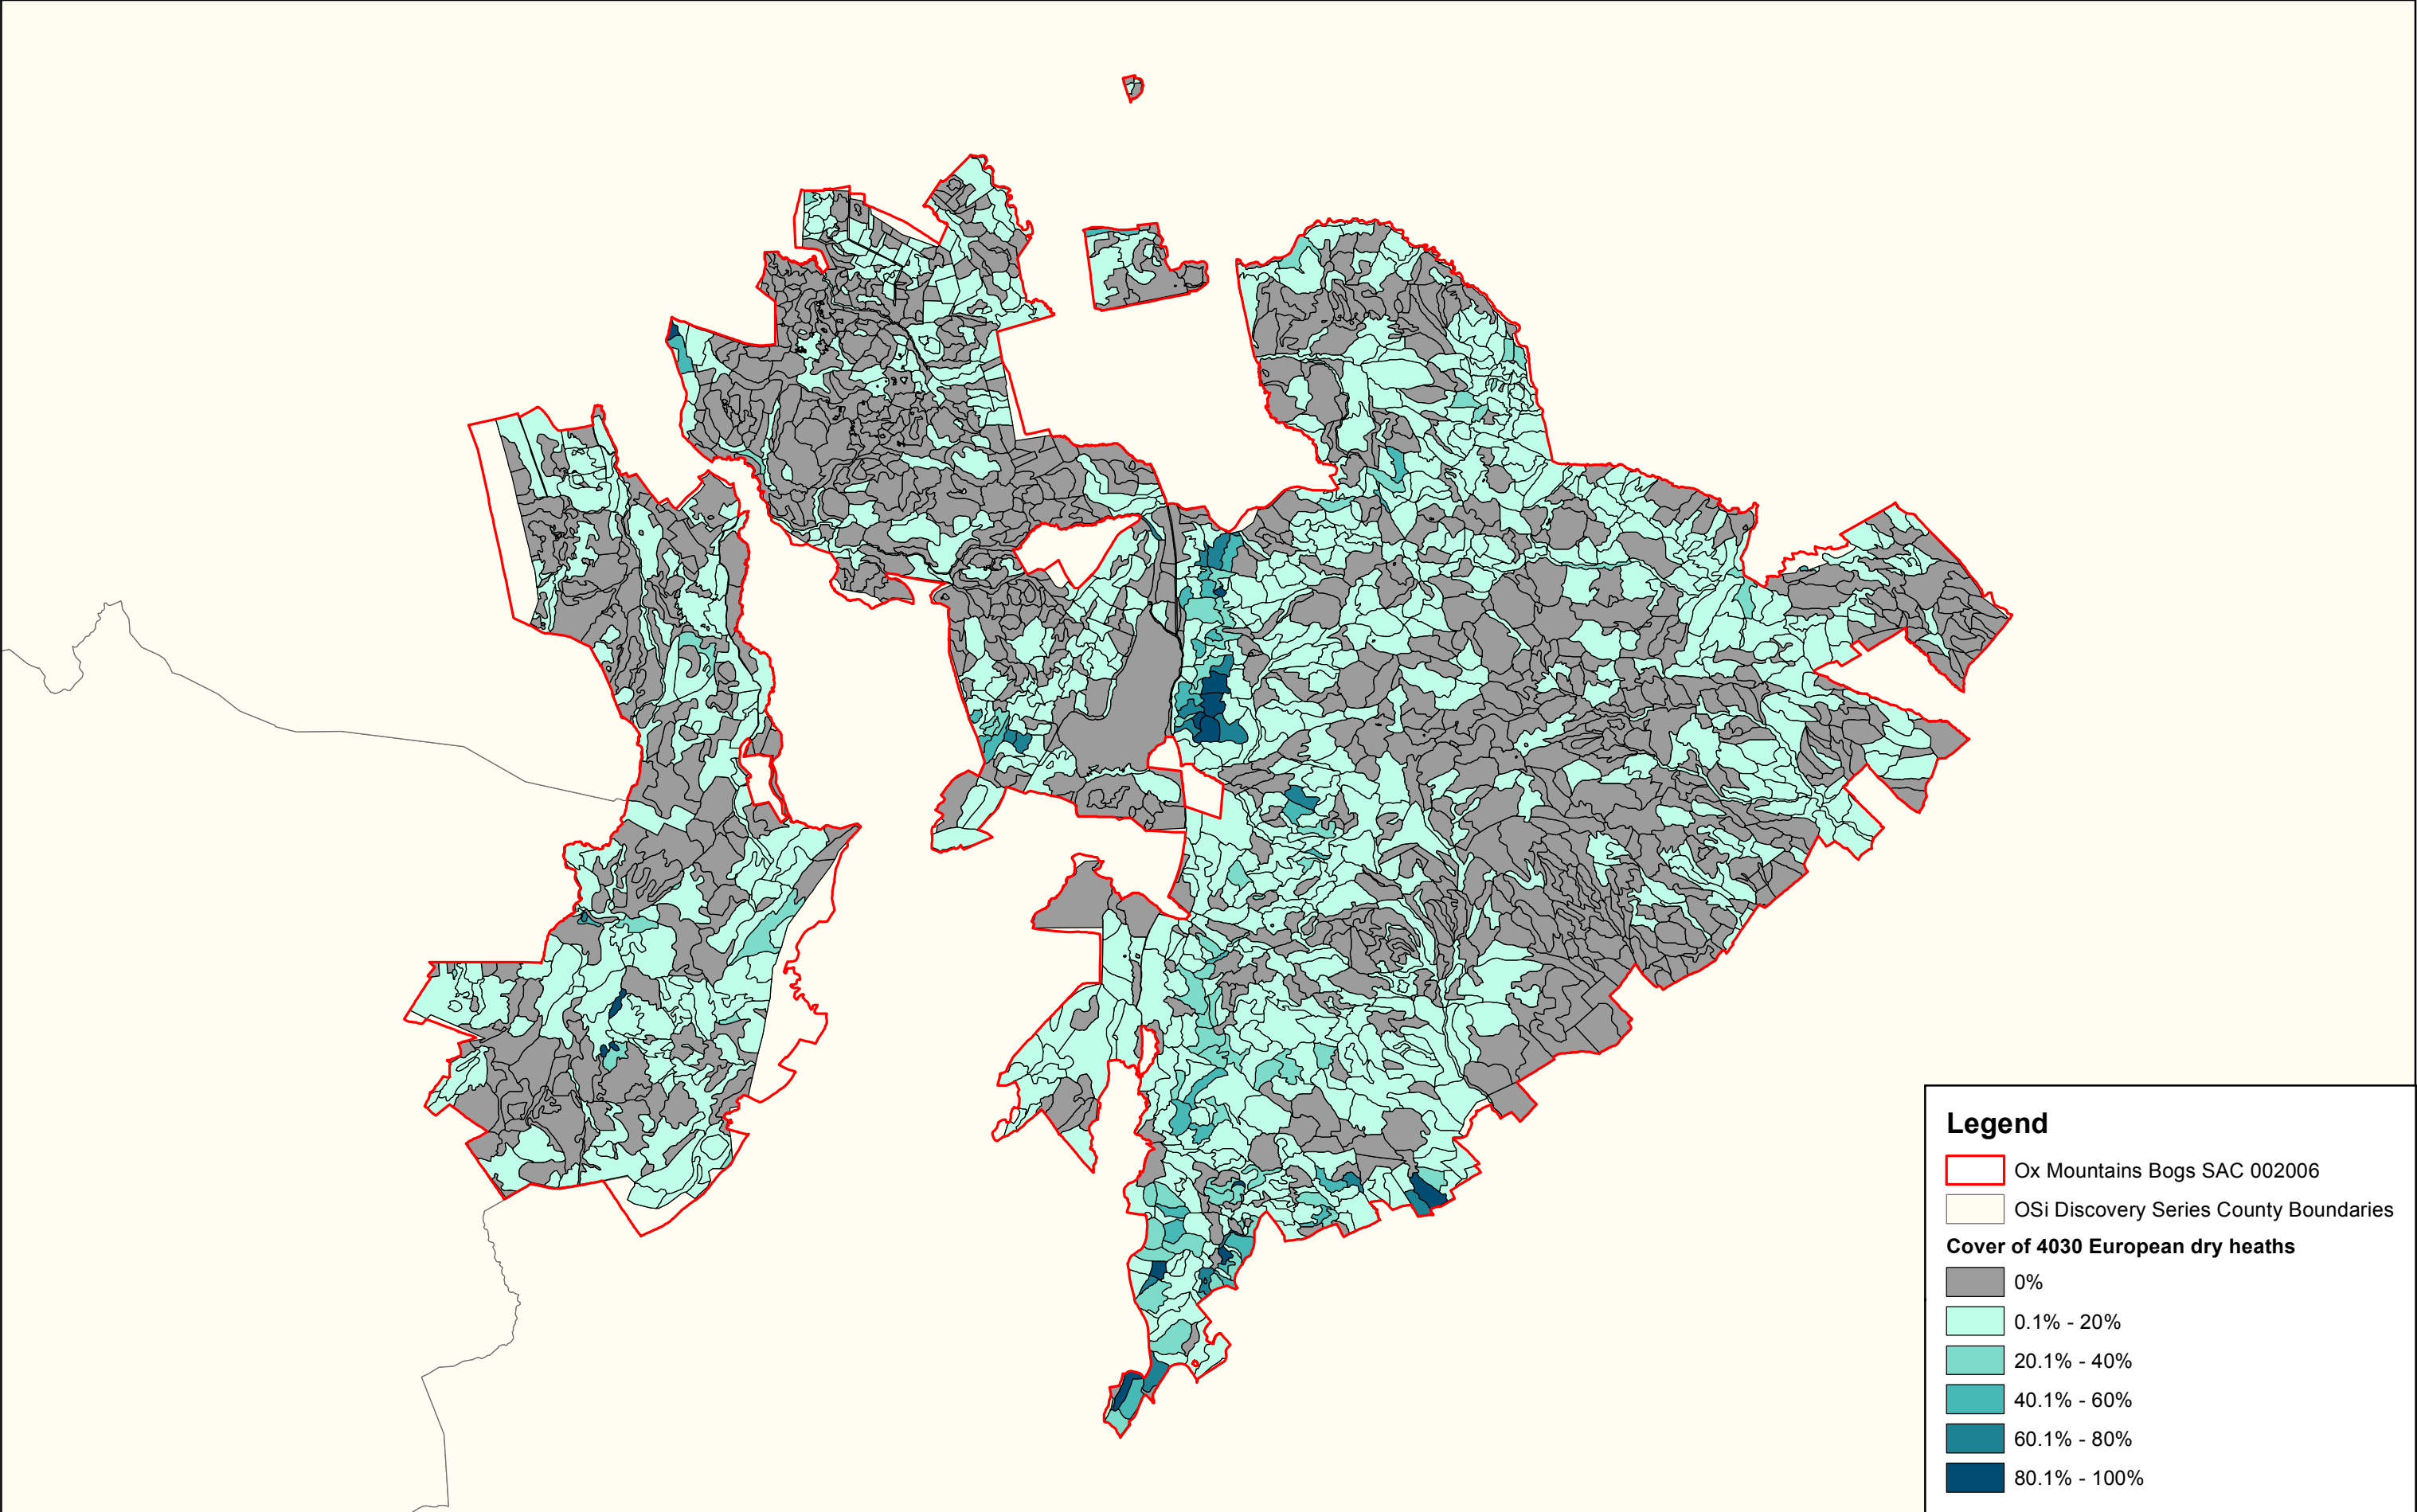 Legend
Ox Mountains Bogs SAC 002006
OSi Discovery Series County Boundaries
Cover of 4030 European dry heaths
0%
0.1% - 20%
20.1% - 40%
40.1% - 60%
60.1% - 80%
80.1% - 100%